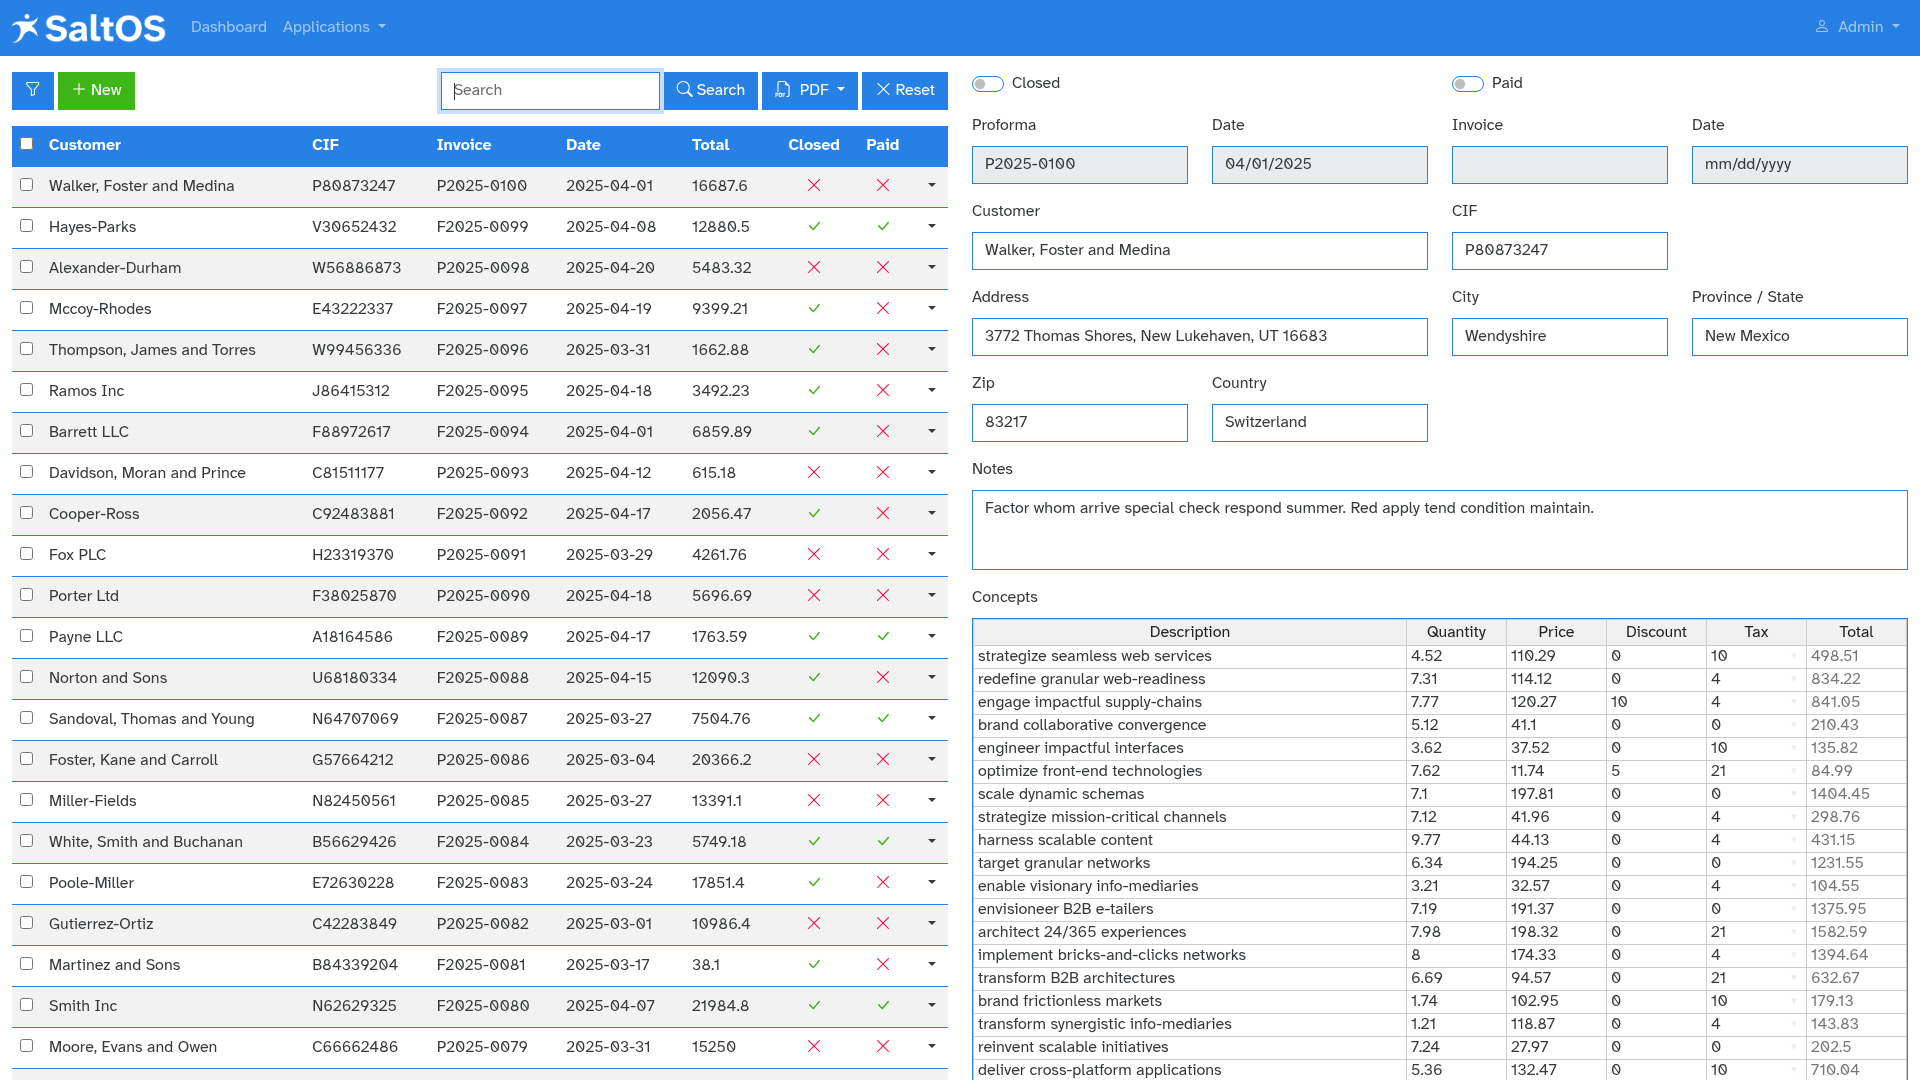 SaltOS Dashboard Applications Admin
New Search Search PDF Reset
Customer CIF Invoice Date Total Closed Paid
Walker, Foster and Medina P80873247 P2025-0100 2025-04-01 16687.6
Hayes-Parks V30652432 F2025-0099 2025-04-08 12880.5
Alexander-Durham W56886873 P2025-0098 2025-04-20 5483.32
Mccoy-Rhodes E43222337 F2025-0097 2025-04-19 9399.21
Thompson, James and Torres W99456336 F2025-0096 2025-03-31 1662.88
Ramos Inc J86415312 F2025-0095 2025-04-18 3492.23
Barrett LLC F88972617 F2025-0094 2025-04-01 6859.89
Davidson, Moran and Prince C81511177 P2025-0093 2025-04-12 615.18
Cooper-Ross C92483881 F2025-0092 2025-04-17 2056.47
Fox PLC H23319370 P2025-0091 2025-03-29 4261.76
Porter Ltd F38025870 P2025-0090 2025-04-18 5696.69
Payne LLC A18164586 F2025-0089 2025-04-17 1763.59
Norton and Sons U68180334 F2025-0088 2025-04-15 12090.3
Sandoval, Thomas and Young N64707069 F2025-0087 2025-03-27 7504.76
Foster, Kane and Carroll G57664212 P2025-0086 2025-03-04 20366.2
Miller-Fields N82450561 P2025-0085 2025-03-27 13391.1
White, Smith and Buchanan B56629426 F2025-0084 2025-03-23 5749.18
Poole-Miller E72630228 F2025-0083 2025-03-24 17851.4
Gutierrez-Ortiz C42283849 P2025-0082 2025-03-01 10986.4
Martinez and Sons B84339204 F2025-0081 2025-03-17 38.1
Smith Inc N62629325 F2025-0080 2025-04-07 21984.8
Moore, Evans and Owen C66662486 P2025-0079 2025-03-31 15250
Closed Paid
Proforma Date Invoice Date
P2025-0100 04/01/2025 mm/dd/yyyy
Customer CIF
Walker, Foster and Medina P80873247
Address City Province / State
3772 Thomas Shores, New Lukehaven, UT 16683 Wendyshire New Mexico
Zip Country
83217 Switzerland
Notes
Factor whom arrive special check respond summer. Red apply tend condition maintain.
Concepts
Description Quantity Price Discount Tax Total
strategize seamless web services 4.52 110.29 0 10 498.51
redefine granular web-readiness 7.31 114.12 0 4 834.22
engage impactful supply-chains 7.77 120.27 10 4 841.05
brand collaborative convergence 5.12 41.1 0 0 210.43
engineer impactful interfaces 3.62 37.52 0 10 135.82
optimize front-end technologies 7.62 11.74 5 21 84.99
scale dynamic schemas 7.1 197.81 0 0 1404.45
strategize mission-critical channels 7.12 41.96 0 4 298.76
harness scalable content 9.77 44.13 0 4 431.15
target granular networks 6.34 194.25 0 0 1231.55
enable visionary info-mediaries 3.21 32.57 0 4 104.55
envisioneer B2B e-tailers 7.19 191.37 0 0 1375.95
architect 24/365 experiences 7.98 198.32 0 21 1582.59
implement bricks-and-clicks networks 8 174.33 0 4 1394.64
transform B2B architectures 6.69 94.57 0 21 632.67
brand frictionless markets 1.74 102.95 0 10 179.13
transform synergistic info-mediaries 1.21 118.87 0 4 143.83
reinvent scalable initiatives 7.24 27.97 0 0 202.5
deliver cross-platform applications 5.36 132.47 0 10 710.04